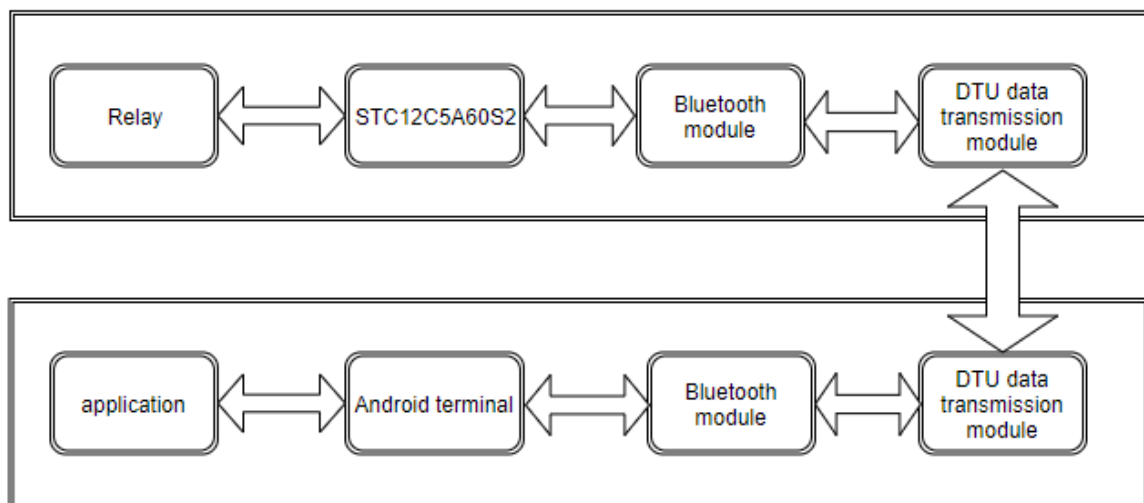 Relay
STC12C5A60S2
Bluetooth
module
DTU data
transmission
module
application
Android terminal
Bluetooth
module
DTU data
transmission
module